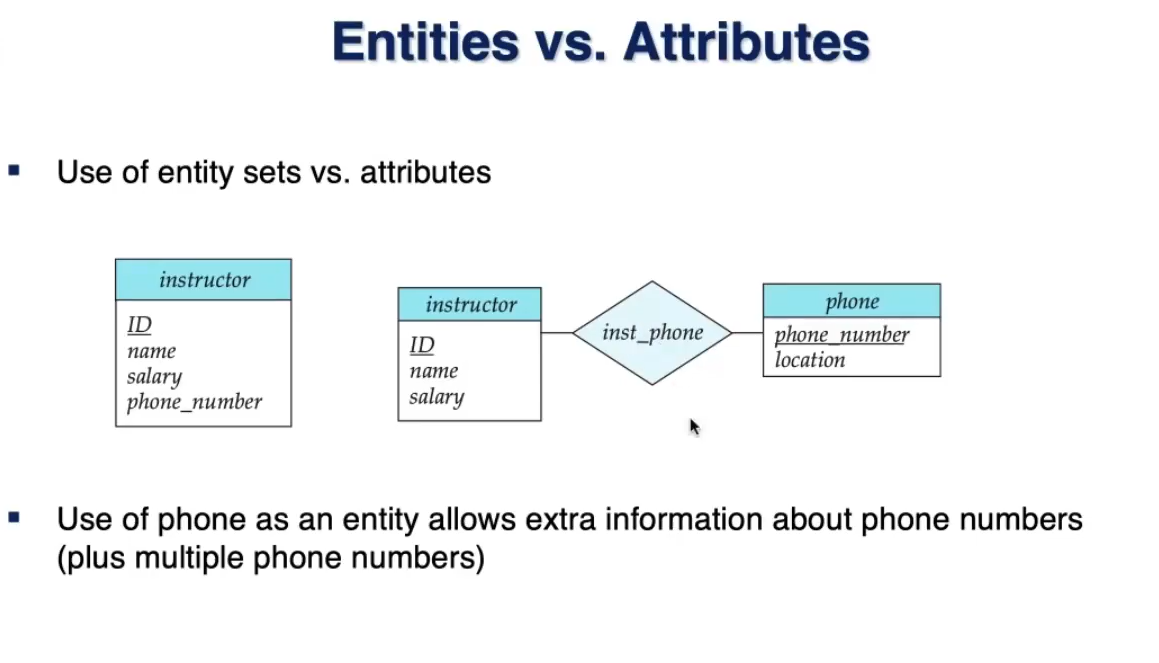 Entities vs. Attributes
Use of entity sets vs. attributes
instructor
ID
name
salary
phone_number
instructor
ID
name
salary
inst_phone
phone
phone_number
location
Use of phone as an entity allows extra information about phone numbers
(plus multiple phone numbers)